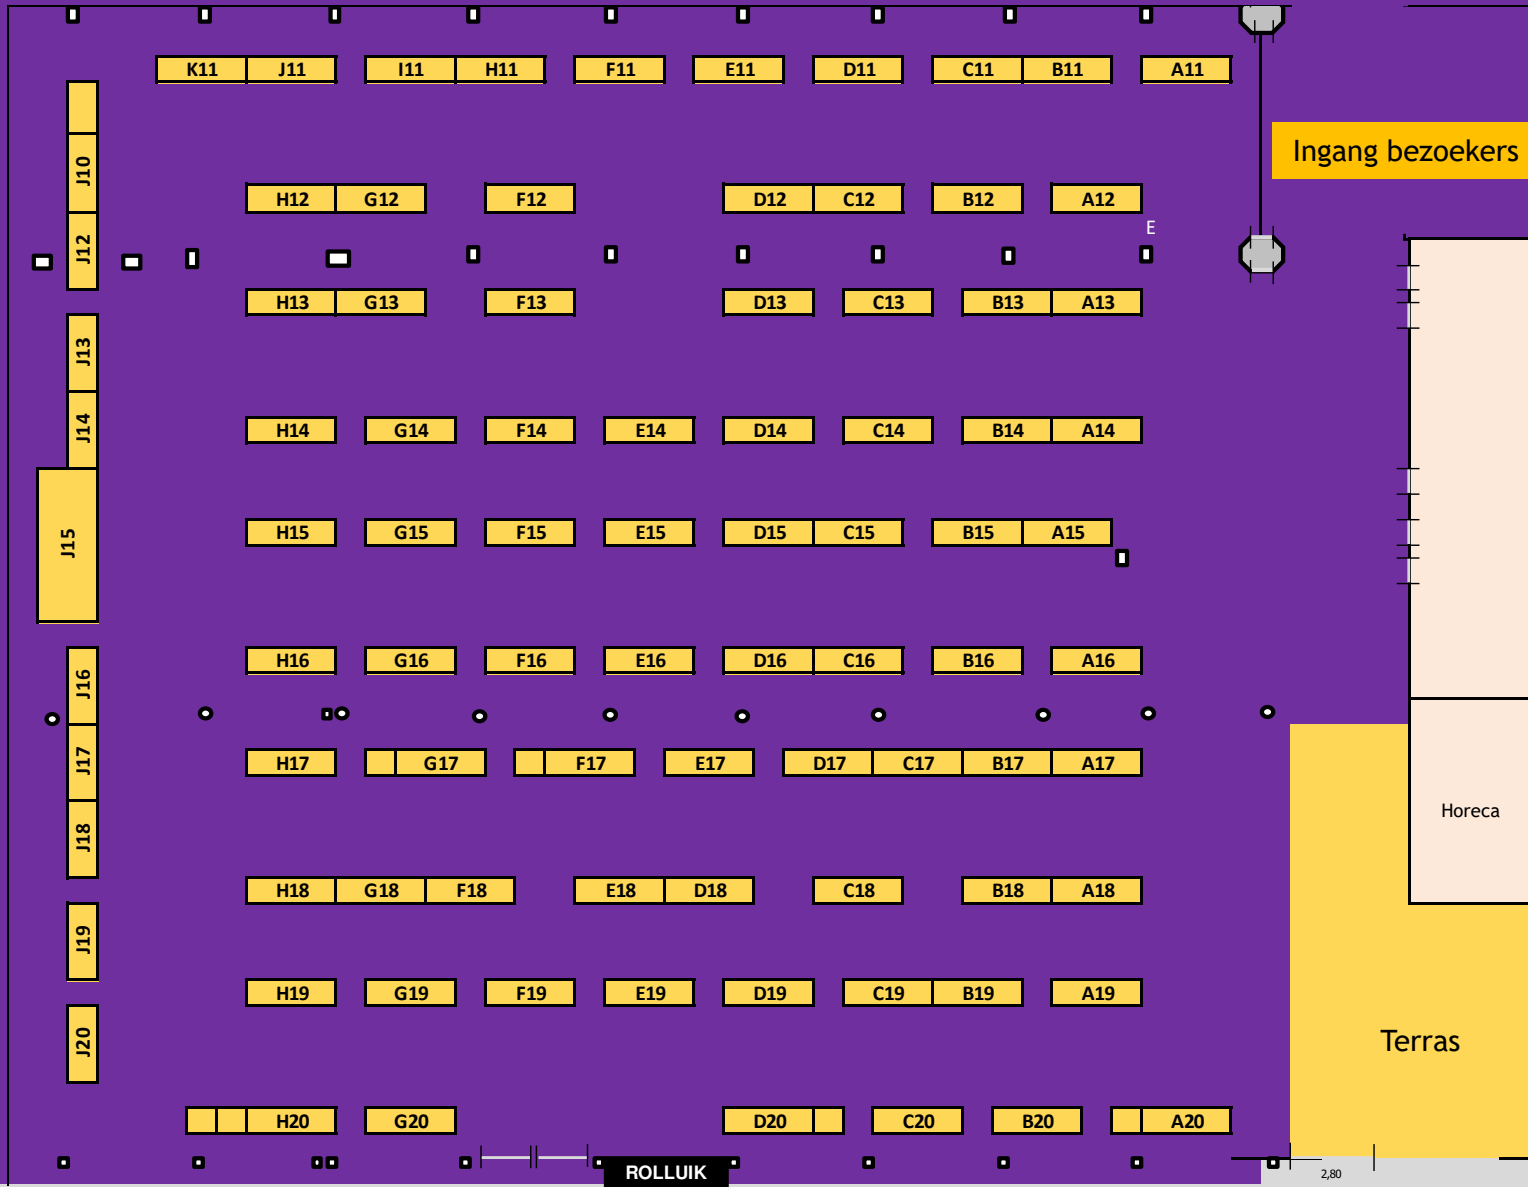 K11 J11 I11 H11 F11 E11 D11 C11 B11 A11
Ingang bezoekers
J10
H12 G12 F12 D12 C12 B12 A12
E
J12
H13 G13 F13 D13 C13 B13 A13
J13
J14
H14 G14 F14 E14 D14 C14 B14 A14
J15
H15 G15 F15 E15 D15 C15 B15 A15
H16 G16 F16 E16 D16 C16 B16 A16
J16
J17
H17 G17 F17 E17 D17 C17 B17 A17
Horeca
J18
H18 G18 F18 E18 D18 C18 B18 A18
J19
H19 G19 F19 E19 D19 C19 B19 A19
J20
Terras
H20 G20 D20 C20 B20 A20
ROLLUIK
2,80